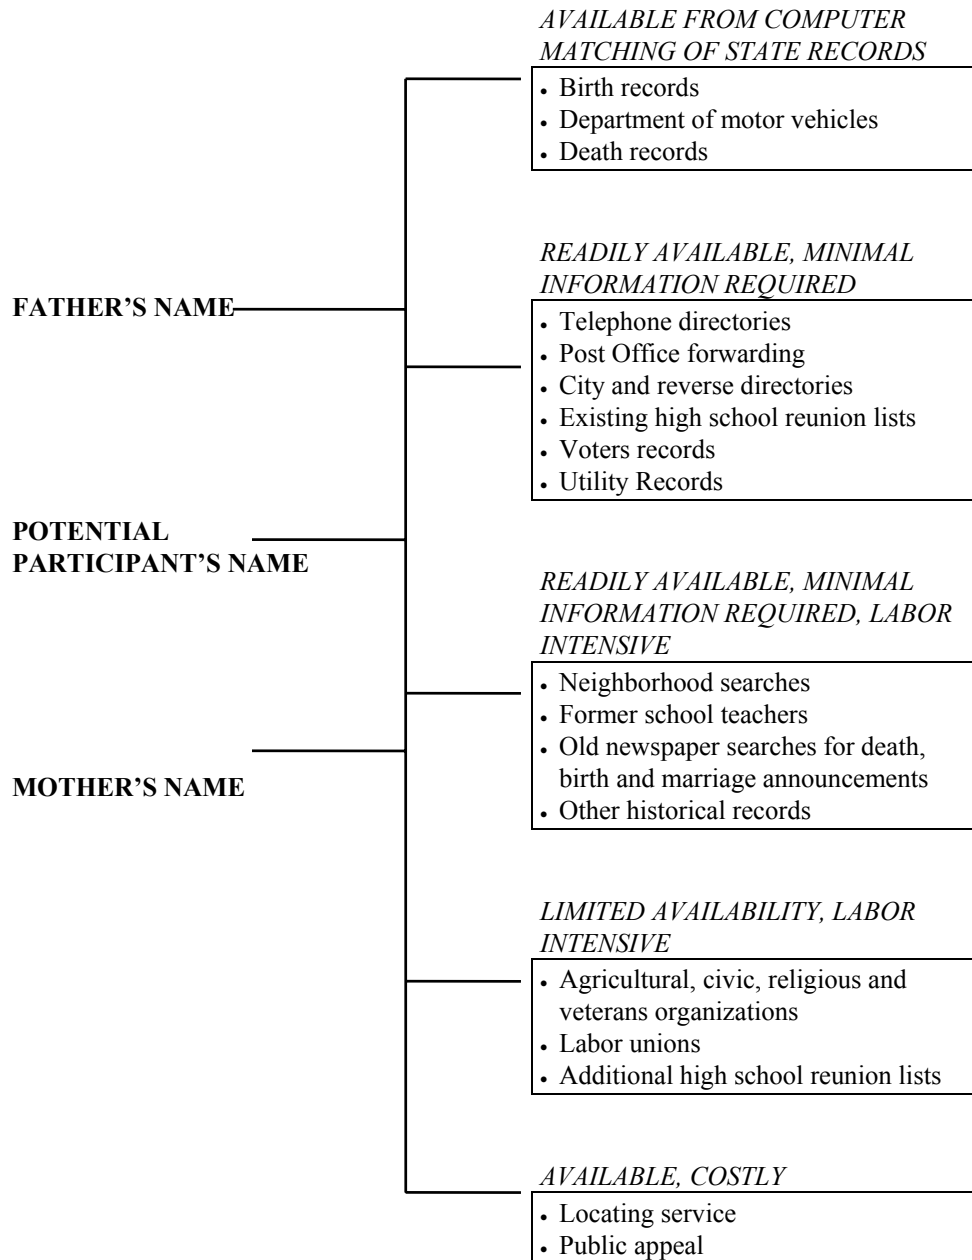 AVAILABLE FROM COMPUTER
MATCHING OF STATE RECORDS
• Birth records
• Department of motor vehicles
• Death records
READILY AVAILABLE, MINIMAL
INFORMATION REQUIRED
FATHER’S NAME
• Telephone directories
• Post Office forwarding
• City and reverse directories
• Existing high school reunion lists
• Voters records
• Utility Records
POTENTIAL
PARTICIPANT’S NAME
READILY AVAILABLE, MINIMAL
INFORMATION REQUIRED, LABOR
INTENSIVE
• Neighborhood searches
• Former school teachers
• Old newspaper searches for death,
birth and marriage announcements
• Other historical records
MOTHER’S NAME
LIMITED AVAILABILITY, LABOR
INTENSIVE
• Agricultural, civic, religious and
veterans organizations
• Labor unions
• Additional high school reunion lists
AVAILABLE, COSTLY
• Locating service
• Public appeal